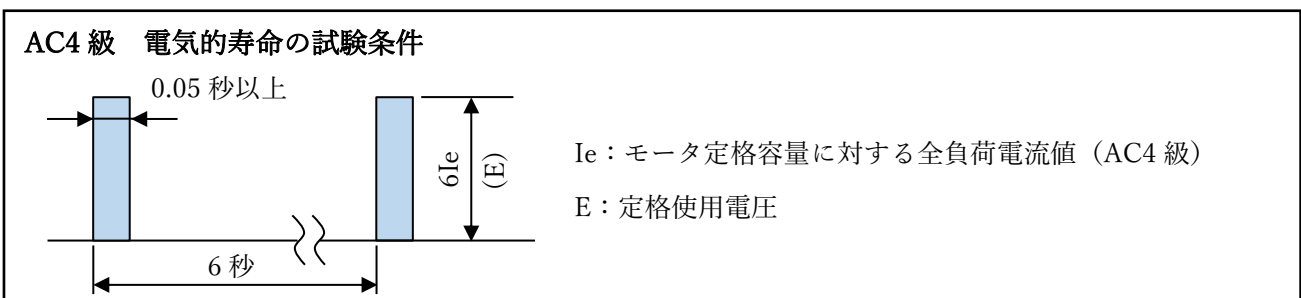 AC4 級　電気的寿命の試験条件
0.05 秒以上
6Ie
(E)
Ie：モータ定格容量に対する全負荷電流値（AC4 級）
E：定格使用電圧
6 秒